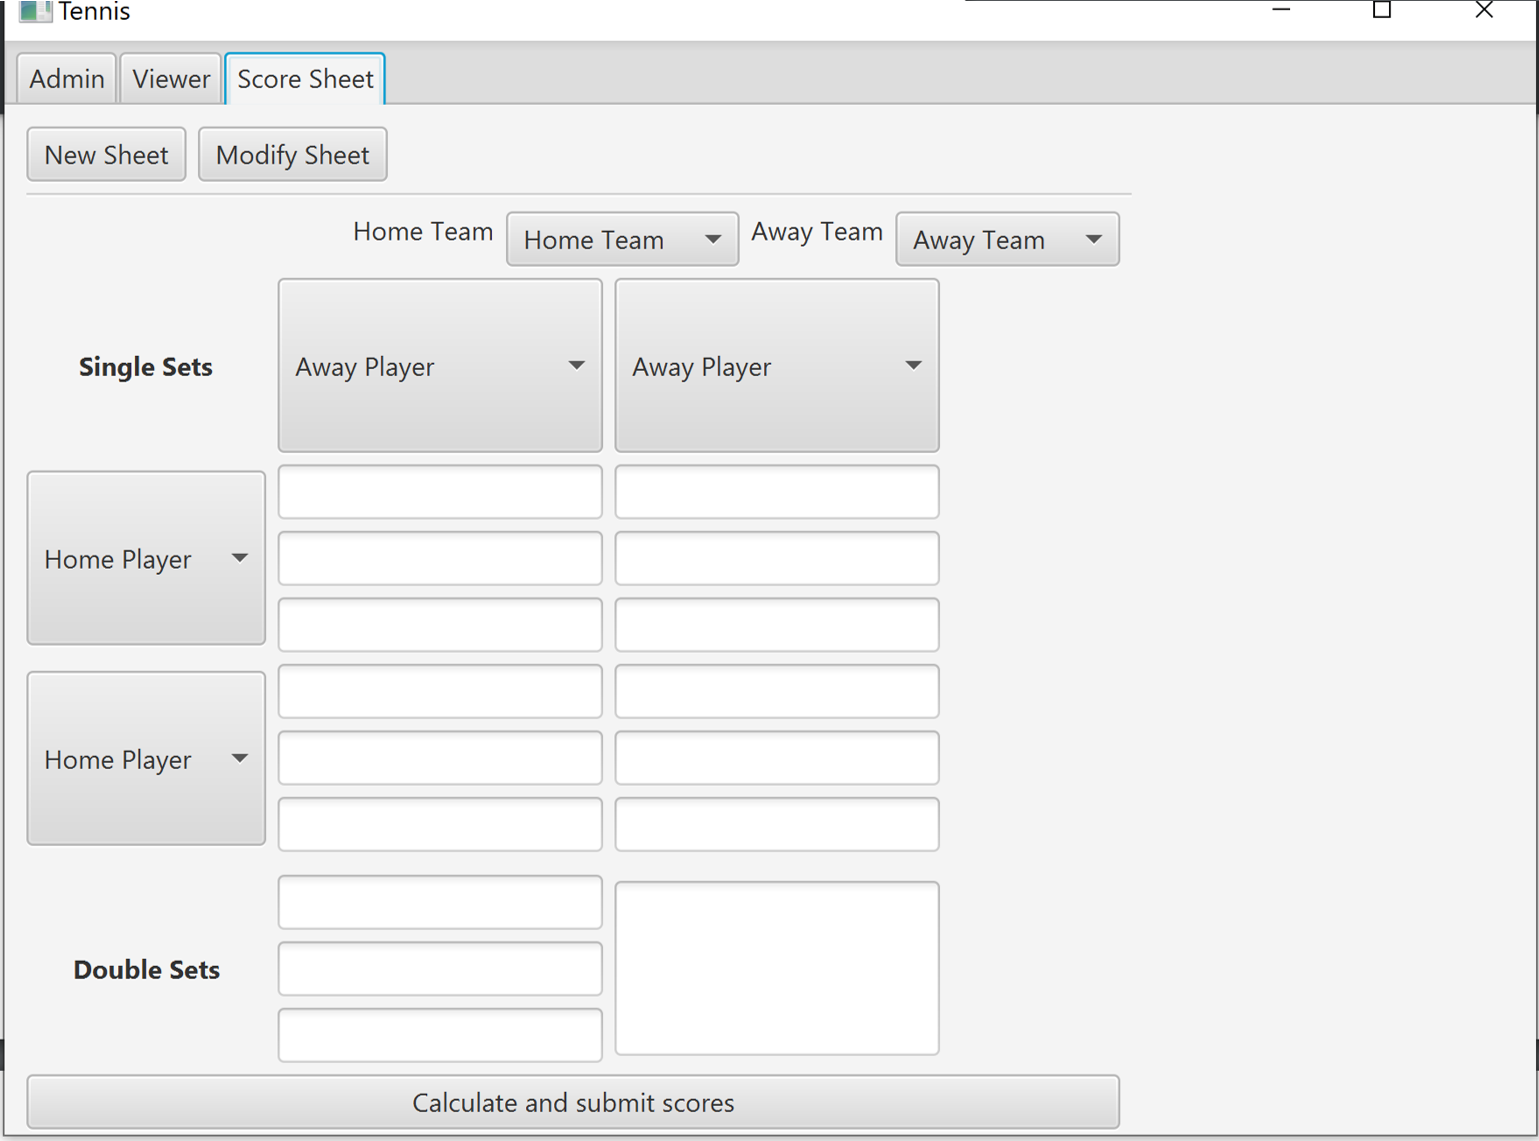 Tennis
Admin Viewer Score Sheet
New Sheet Modify Sheet
Home Team Home Team Away Team Away Team
Single Sets Away Player Away Player
Home Player
Home Player
Double Sets
Calculate and submit scores